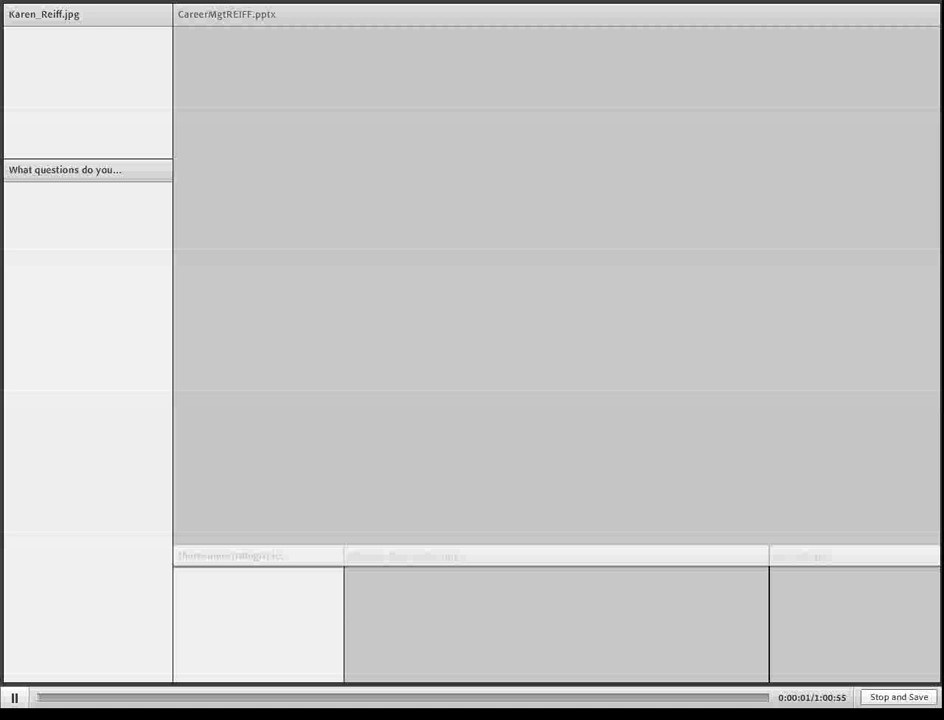 Karen_Reiff.jpg
CareerMgtREIFF.pptx
What questions do you...
0:00:01/1:00:55
Stop and Save